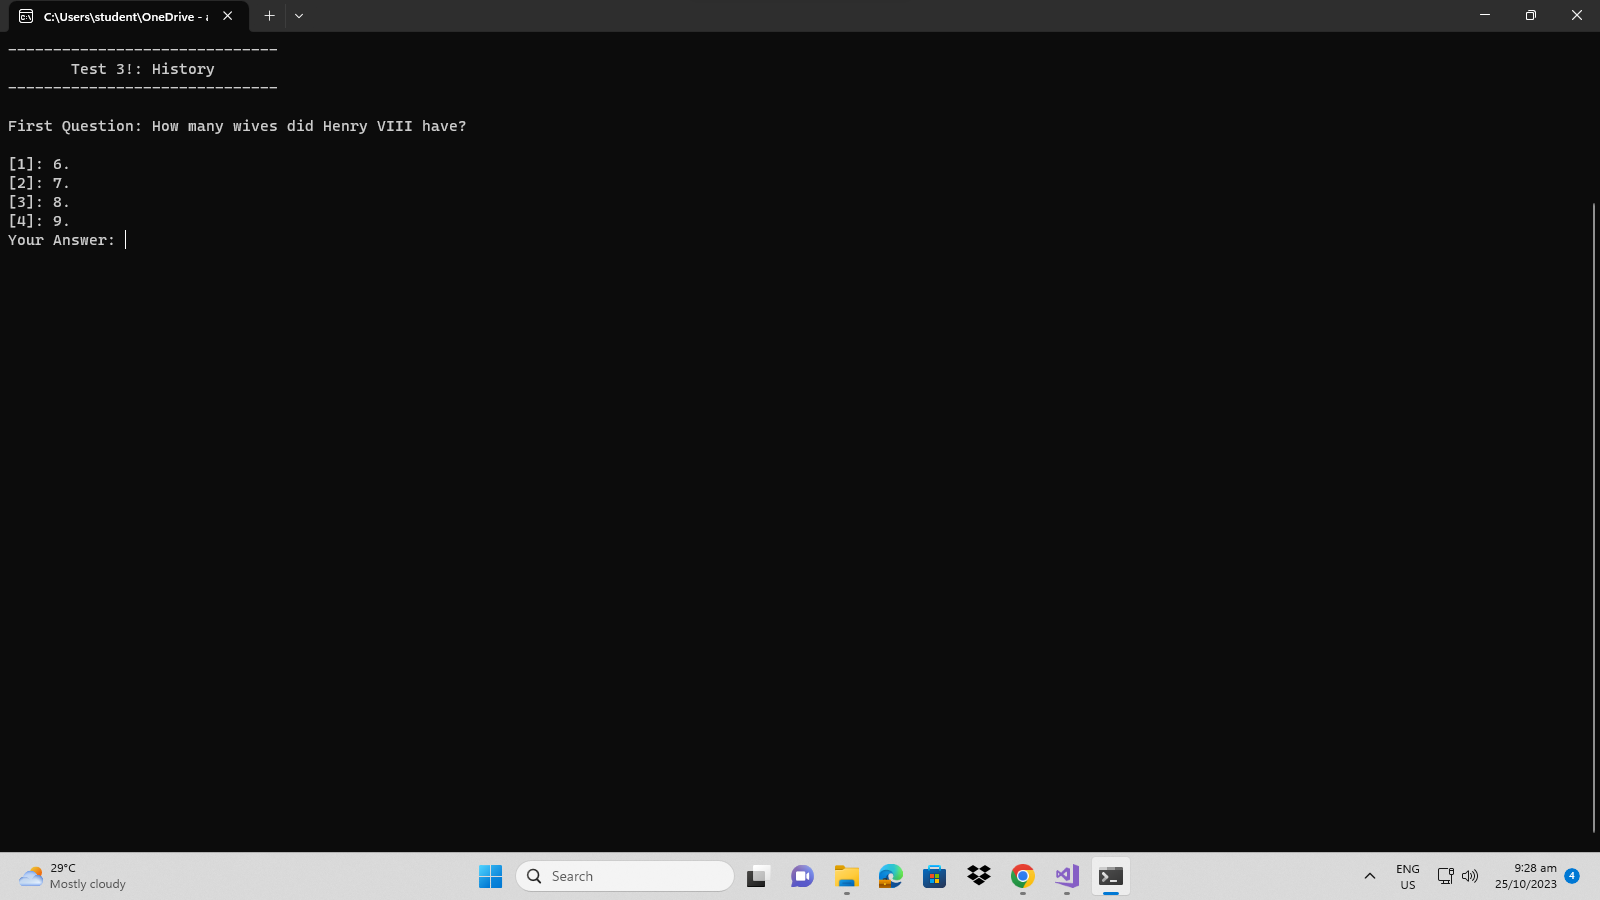 C:\Users\student\OneDrive - a
------------------------------
Test 3!: History
------------------------------
First Question: How many wives did Henry VIII have?
[1]: 6.
[2]: 7.
[3]: 8.
[4]: 9.
Your Answer:
29°C
Mostly cloudy
Search
ENG
US
9:28 am
25/10/2023
4